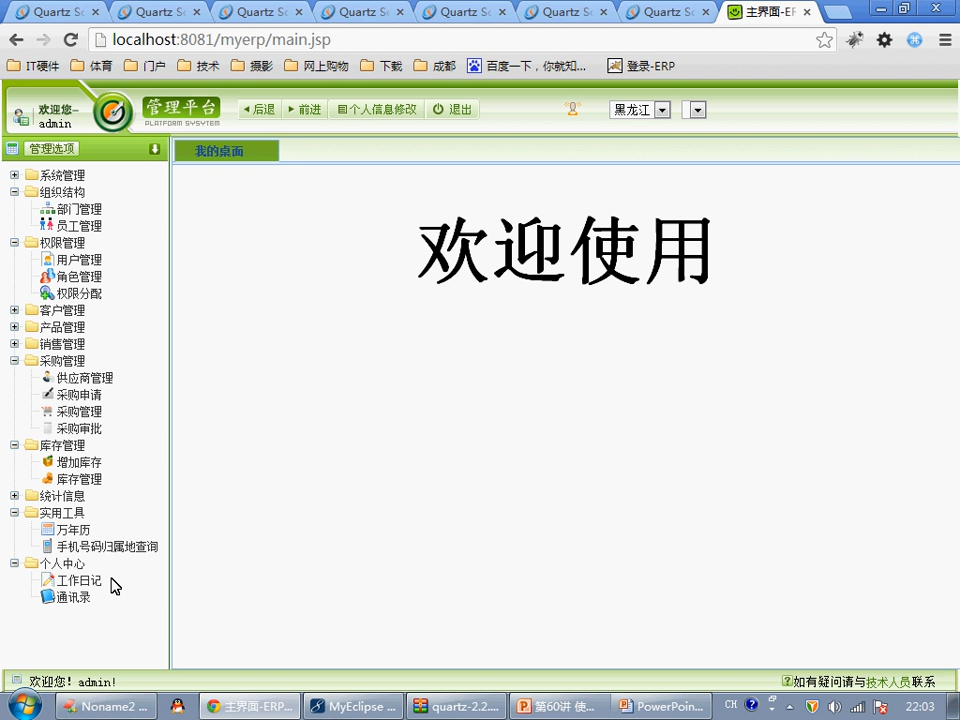 Quartz Sc × Quartz Sc × Quartz Sc × Quartz Sc × Quartz Sc × Quartz Sc × Quartz Sc × 主界面-EF ×
localhost:8081/myerp/main.jsp
IT硬件 体育 门户 技术 摄影 网上购物 下载 成都 百度一下，你就知... 登录-ERP
欢迎您-
admin
管理平台
PLATFORM SYSYTEM
后退 前进 个人信息修改 退出 黑龙江
管理选项 我的桌面
系统管理
组织结构
部门管理
员工管理
权限管理
用户管理
角色管理
权限分配
客户管理
产品管理
销售管理
采购管理
供应商管理
采购申请
采购管理
采购审批
库存管理
增加库存
库存管理
统计信息
实用工具
万年历
手机号码归属地查询
个人中心
工作日记
通讯录
欢迎使用
欢迎您! admin! 如有疑问请与技术人员联系
Noname2 ... 主界面-ERP... MyEclipse ... quartz-2.2.... 第60讲 使... PowerPoin... CH 22:03